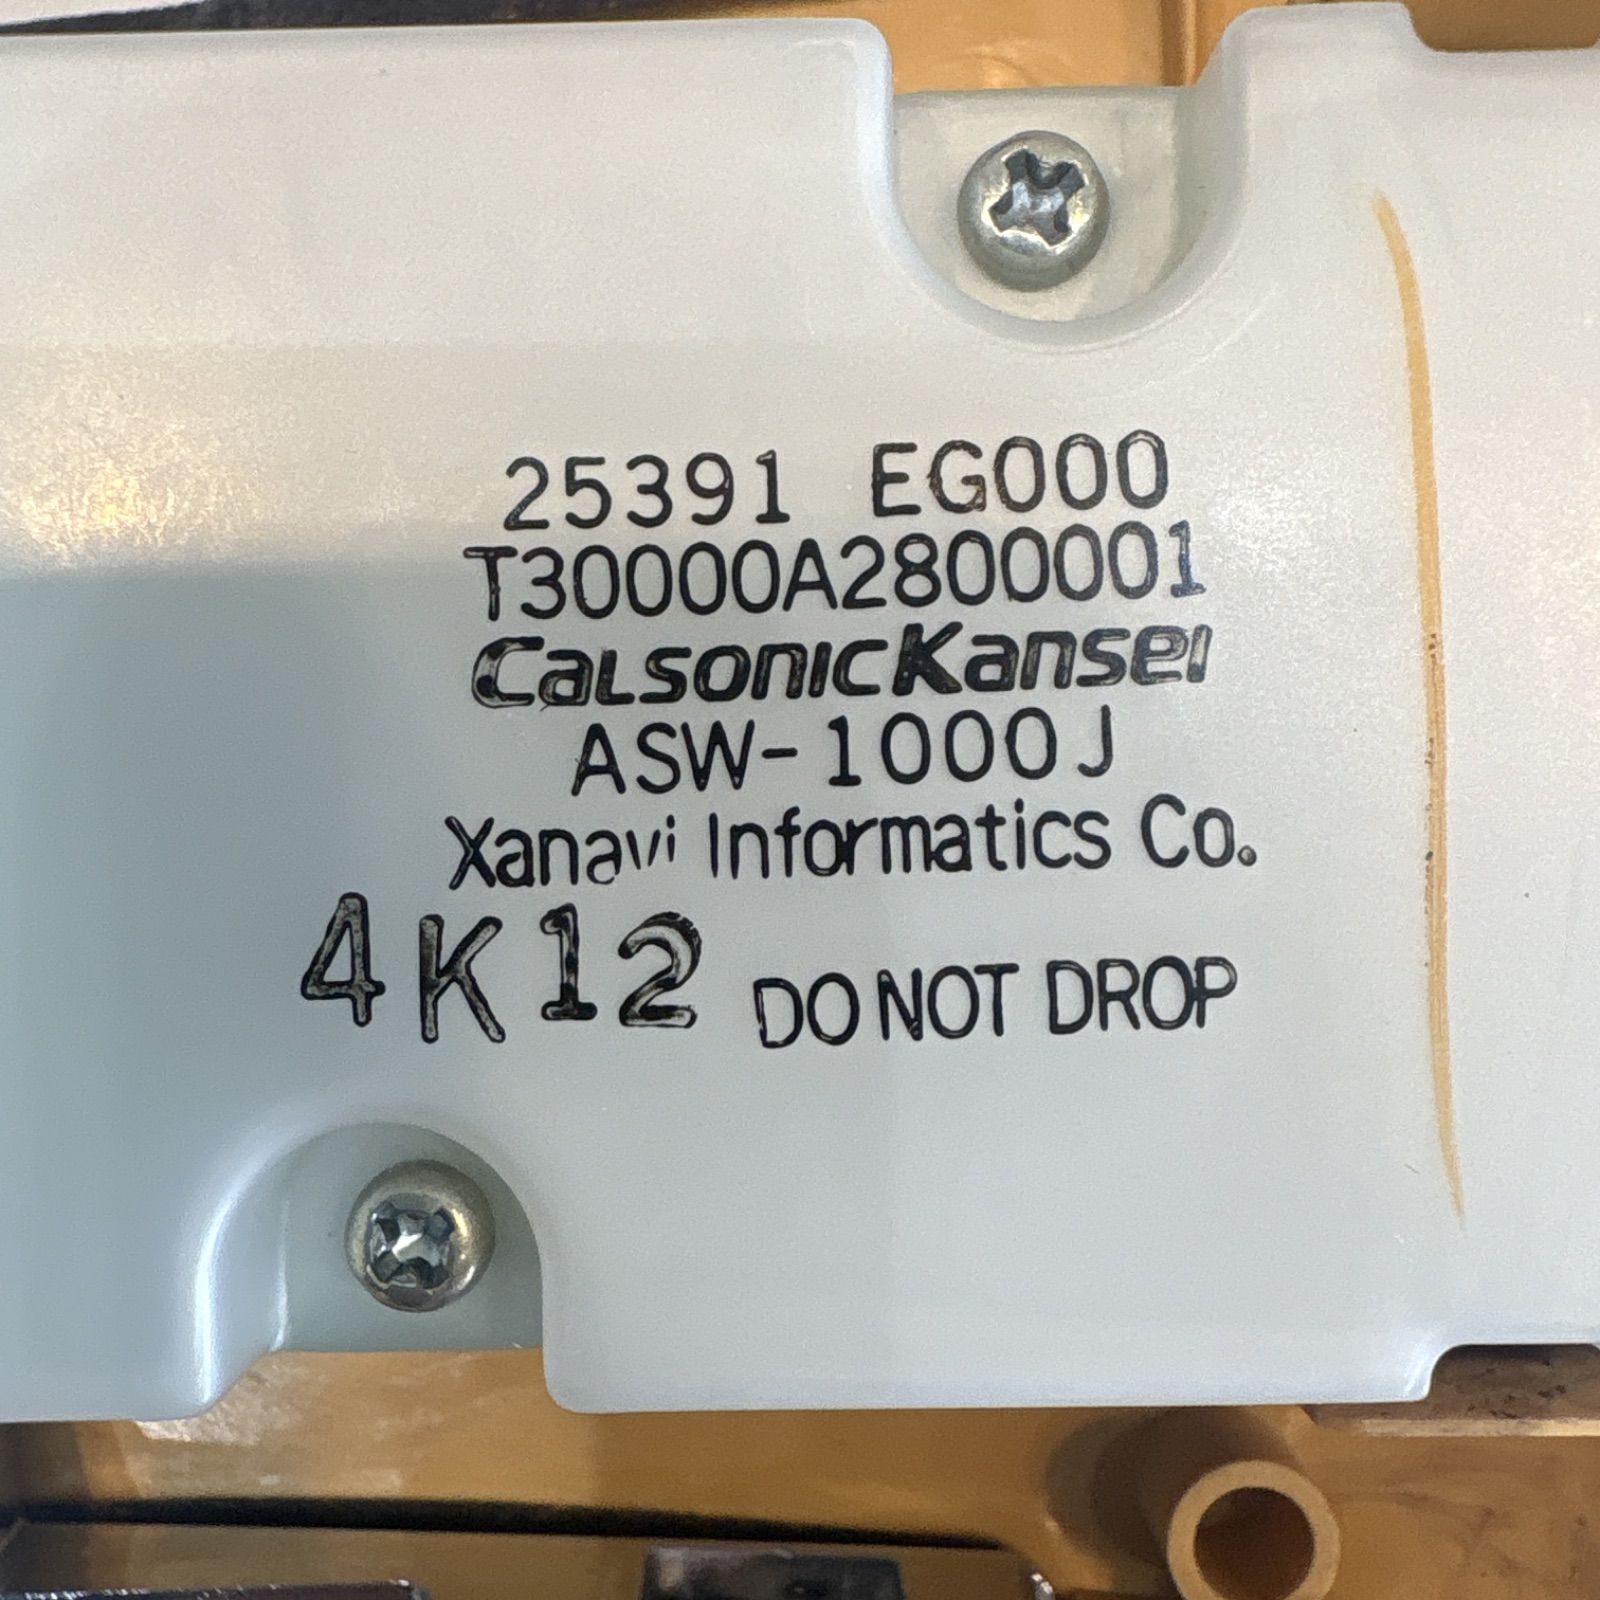 25391 EG000
T30000A2800001
CalsonicKansei
ASW-1000J
Xanavi Informatics Co.
4K12 DO NOT DROP